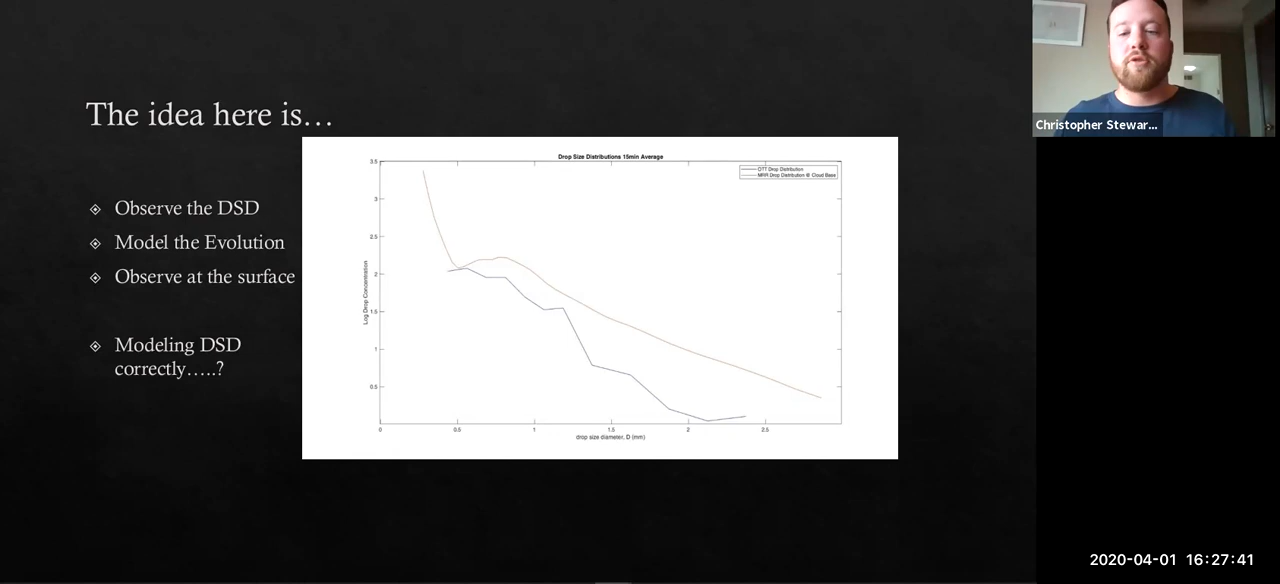 The idea here is…
Observe the DSD
Model the Evolution
Observe at the surface
Modeling DSD
correctly…..?
Drop Size Distributions 15min Average
OTT Drop Distribution
MRR Drop Distribution @ Cloud Base
Log Drop Concentration
3.5
3
2.5
2
1.5
1
0.5
0
0.5
1
1.5
2
2.5
drop size diameter, D (mm)
Christopher Stewar...
2020-04-01 16:27:41